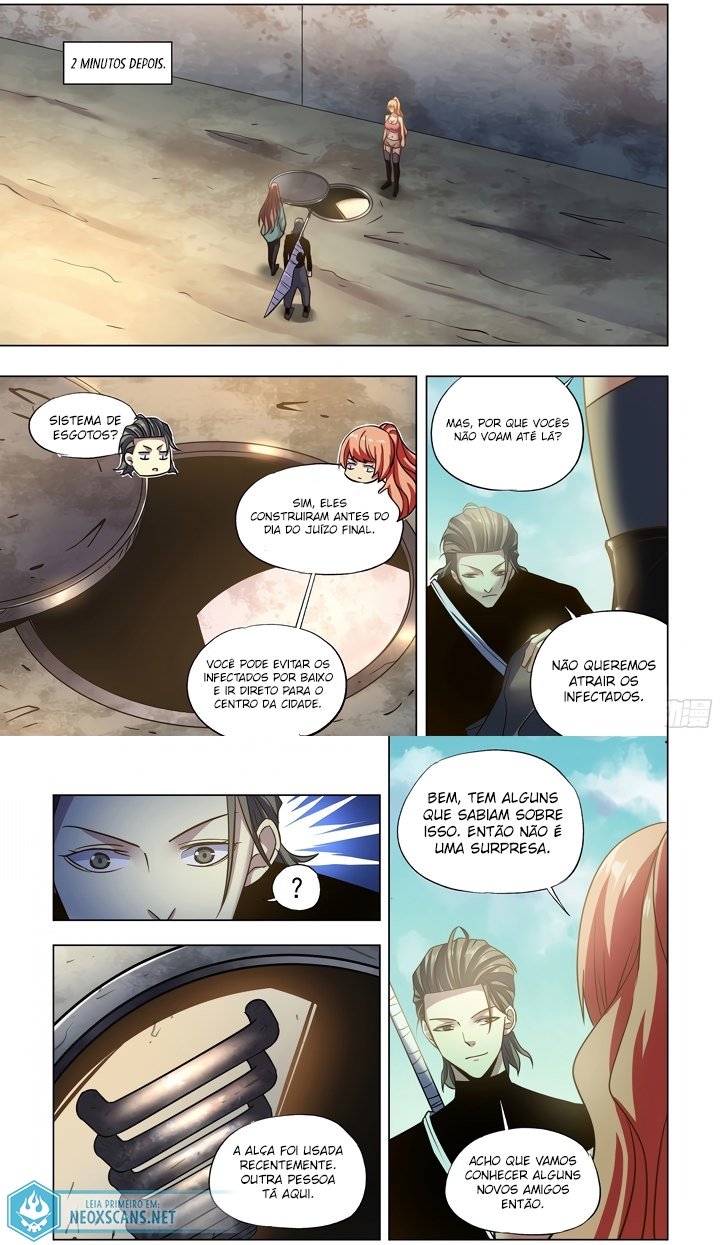 2 MINUTOS DEPOIS.
SISTEMA DE
ESGOTOS?
SIM, ELES
CONSTRUIRAM ANTES DO
DIA DO JUÍZO FINAL.
VOCÊ PODE EVITAR OS
INFECTADOS POR BAIXO
E IR DIRETO PARA O
CENTRO DA CIDADE.
MAS, POR QUE VOCÊS
NÃO VOAM ATÉ LÁ?
NÃO QUEREMOS
ATRAIR OS
INFECTADOS.
?
BEM, TEM ALGUNS
QUE SABIAM SOBRE
ISSO. ENTÃO NÃO É
UMA SURPRESA.
A ALÇA FOI USADA
RECENTEMENTE.
OUTRA PESSOA
TÁ AQUI.
ACHO QUE VAMOS
CONHECER ALGUNS
NOVOS AMIGOS
ENTÃO.
LEIA PRIMEIRO EM:
NEOXSCANS.NET